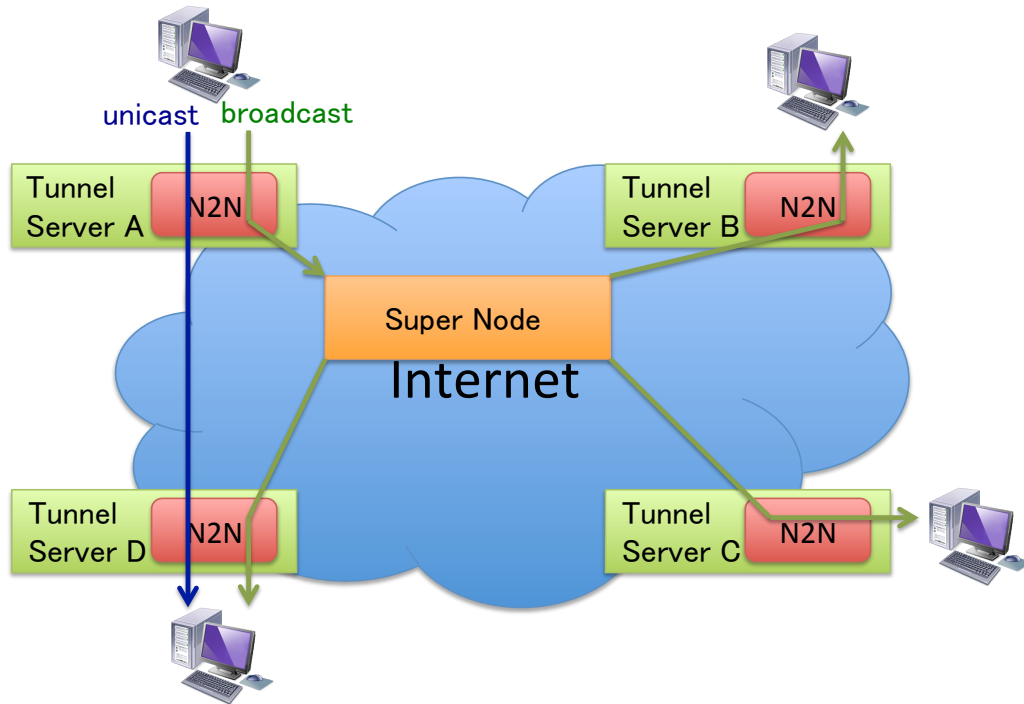 unicast broadcast
Tunnel
Server A
N2N
Tunnel
Server B
N2N
Super Node
Internet
Tunnel
Server D
N2N
Tunnel
Server C
N2N